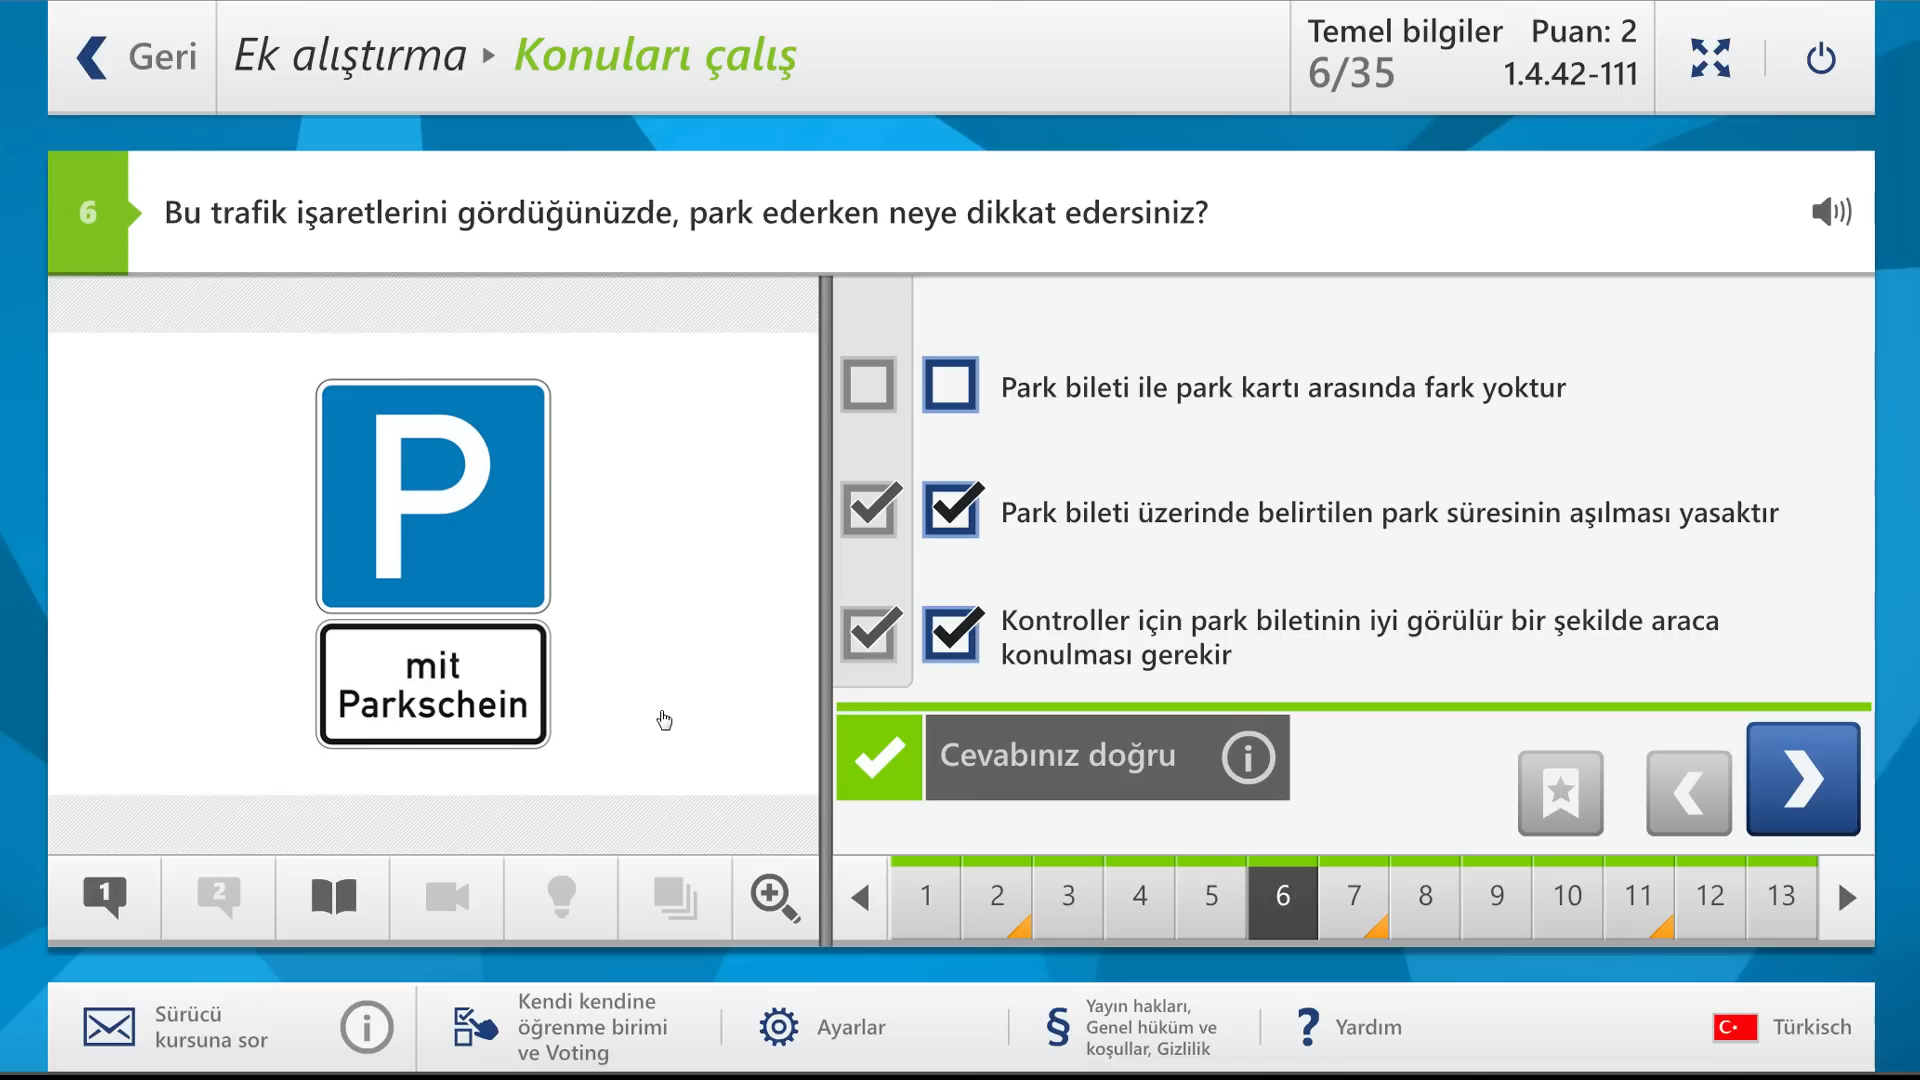 Geri
Ek alıştırma ▸ Konuları çalış
Temel bilgiler Puan: 2
6/35 1.4.42-111
6
Bu trafik işaretlerini gördüğünüzde, park ederken neye dikkat edersiniz?
P
mit
Parkschein
Park bileti ile park kartı arasında fark yoktur
Park bileti üzerinde belirtilen park süresinin aşılması yasaktır
Kontroller için park biletinin iyi görülür bir şekilde araca
konulması gerekir
Cevabınız doğru
1 2
1 2 3 4 5 6 7 8 9 10 11 12 13
Sürücü
kursuna sor
Kendi kendine
öğrenme birimi
ve Voting
Ayarlar
§
Yayın hakları,
Genel hüküm ve
koşullar, Gizlilik
? Yardım
Türkisch